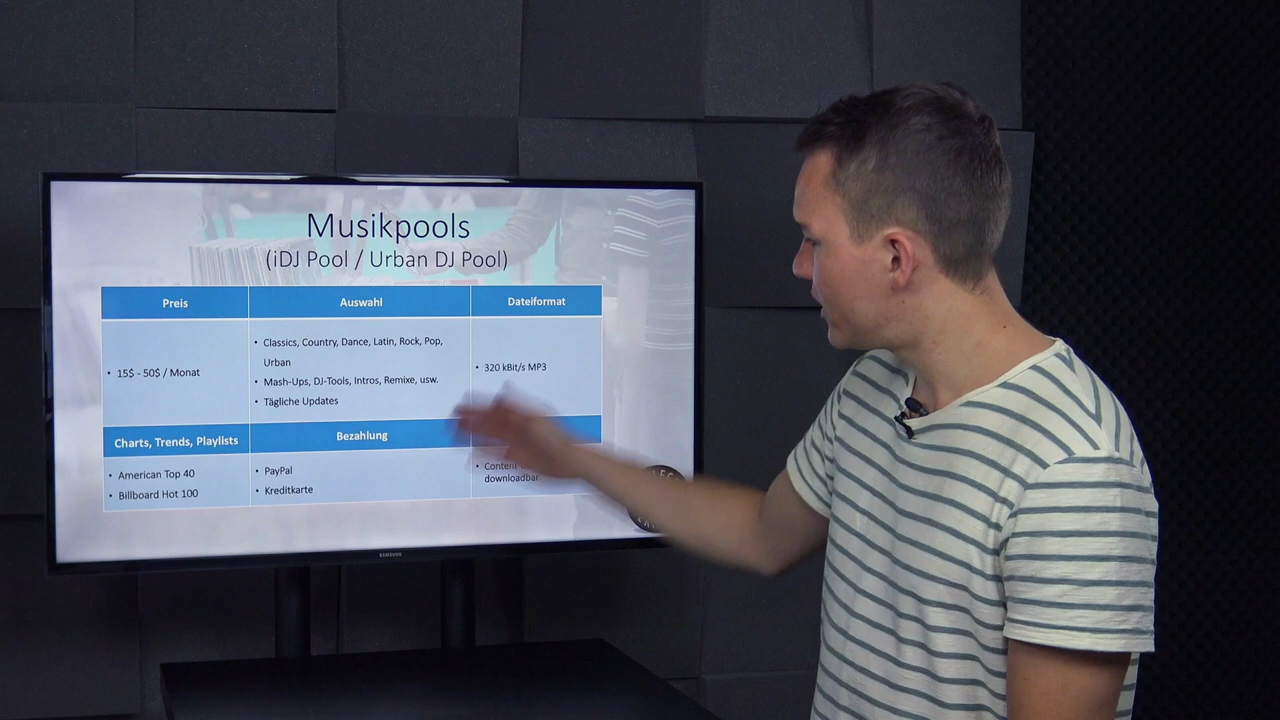 Musikpools
(iDJ Pool / Urban DJ Pool)
Preis
Auswahl
Dateiformat
• 15$ - 50$ / Monat
• Classics, Country, Dance, Latin, Rock, Pop,
Urban
• Mash-Ups, DJ-Tools, Intros, Remixe, usw.
• Tägliche Updates
• 320 kBit/s MP3
Charts, Trends, Playlists
Bezahlung
• American Top 40
• Billboard Hot 100
• PayPal
• Kreditkarte
• Content
downloadbar
SAMSUNG